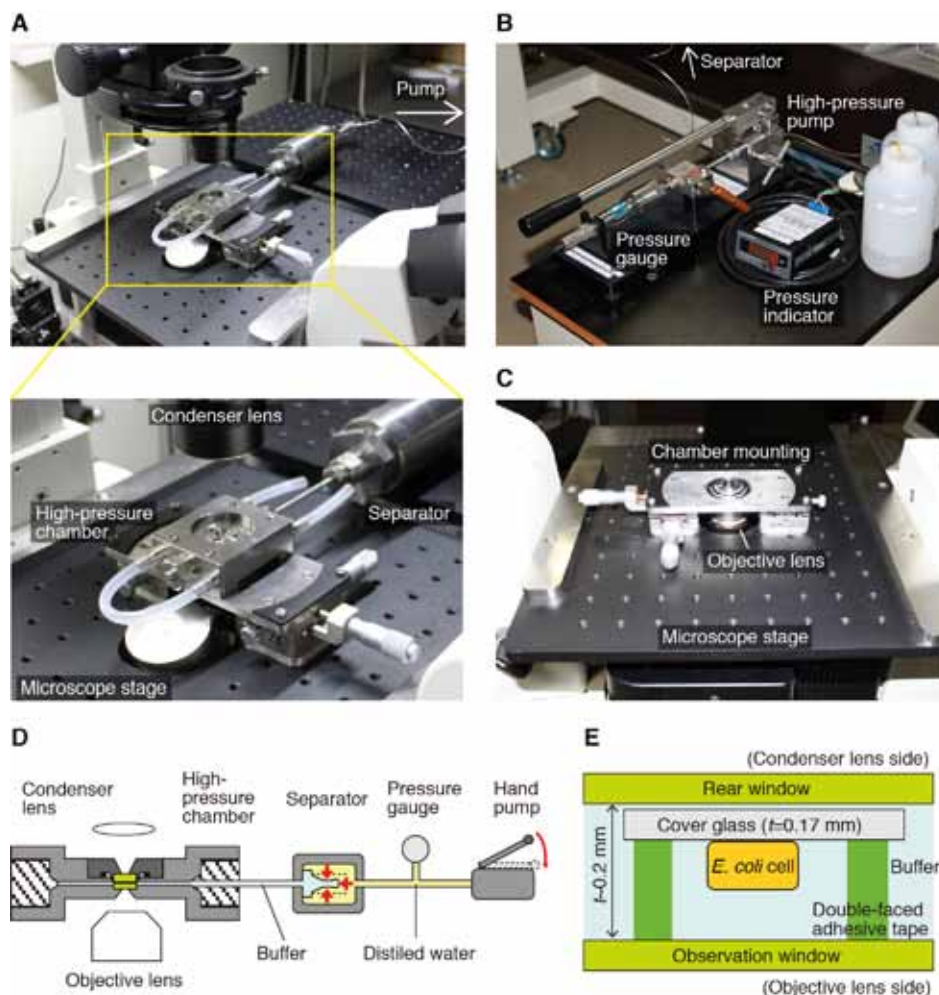 A
Pump
B
Separator
High-pressure
pump
Pressure
gauge
Pressure
indicator
Condenser lens
High-pressure
chamber
Separator
Microscope stage
C
Chamber mounting
Objective lens
Microscope stage
D
Condenser
lens
High-
pressure
chamber
Separator
Pressure
gauge
Hand
pump
Buffer
Distiled water
Objective lens
E
(Condenser lens side)
Rear window
Cover glass (t=0.17 mm)
E. coli cell
Buffer
t~0.2 mm
Double-faced
adhesive tape
Observation window
(Objective lens side)